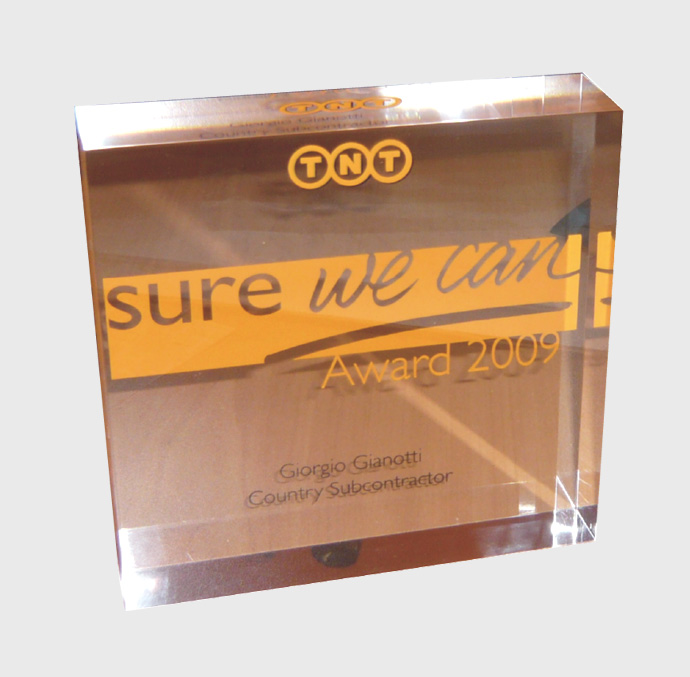 TNT
sure we can
Award 2009
Giorgio Gianotti
Country Subcontractor